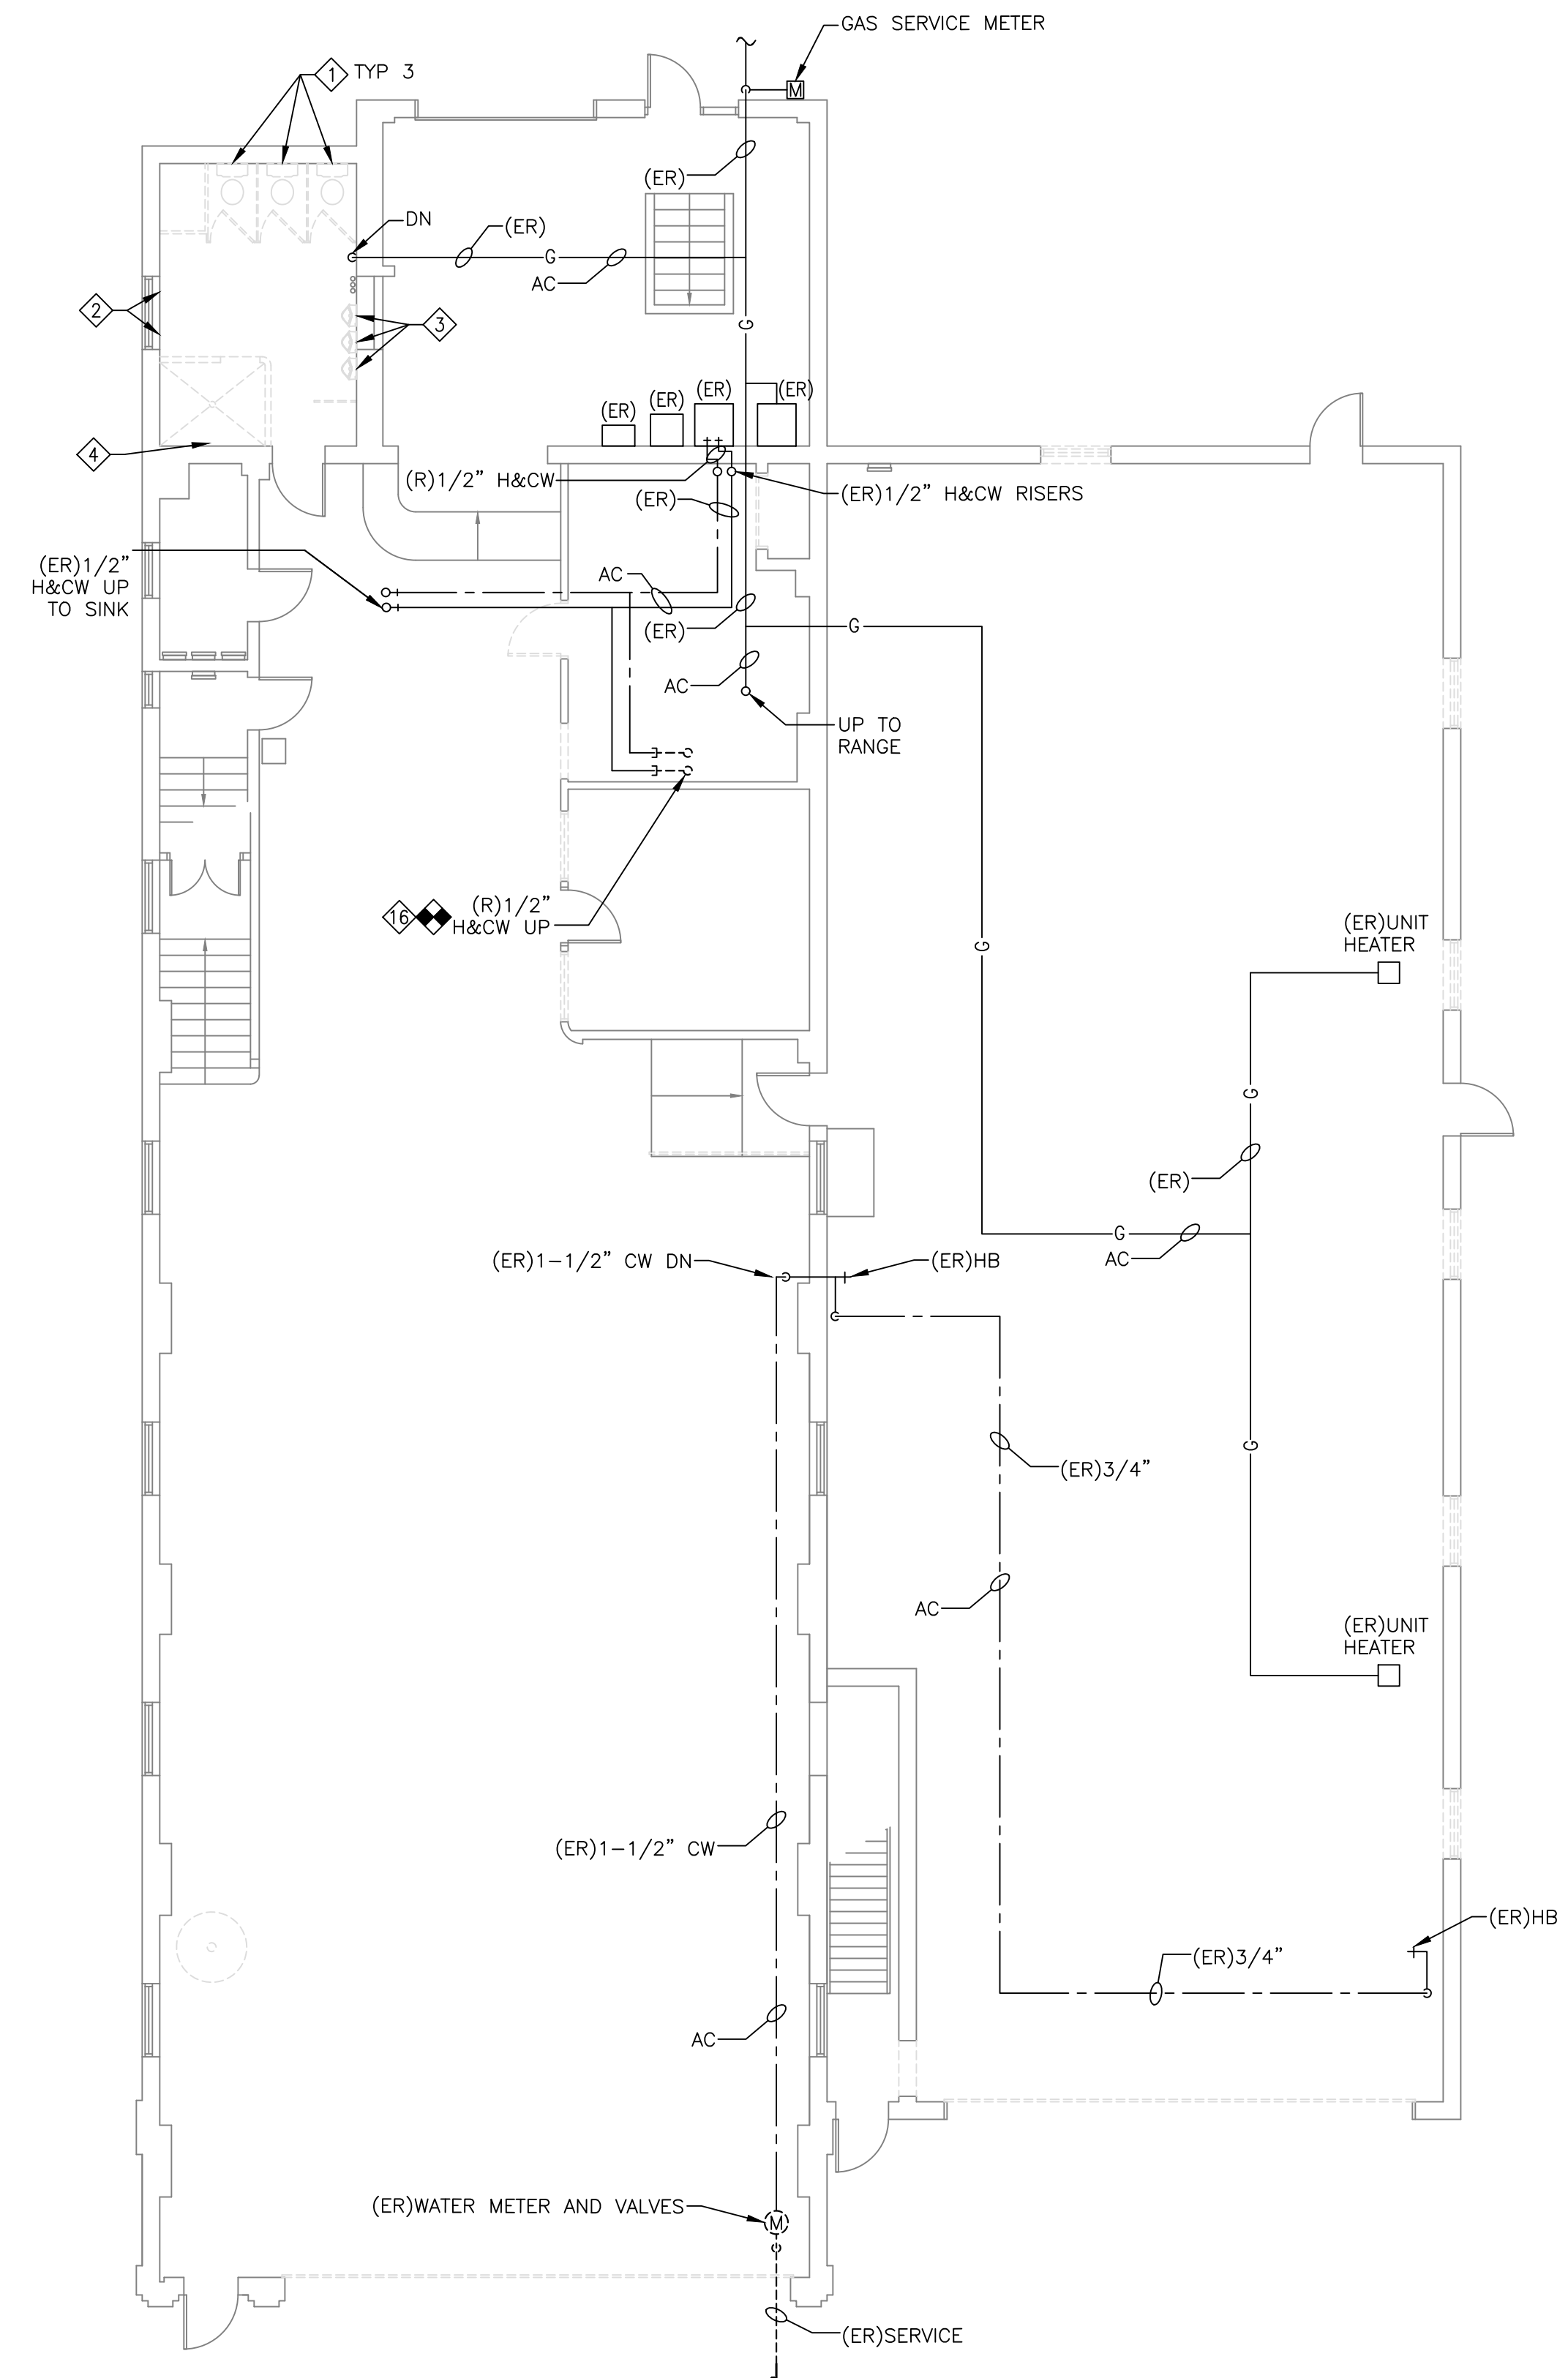 GAS SERVICE METER
M
1 TYP 3
(ER)
DN
(ER)
G
AC
2
3
G
(ER)
(ER)
(ER)
(ER)
4
(R)1/2" H&CW
(ER)
(ER)1/2" H&CW RISERS
(ER)1/2"
H&CW UP
TO SINK
AC
(ER)
G
AC
UP TO
RANGE
16
(R)1/2"
H&CW UP
(ER)UNIT
HEATER
G
G
(ER)
G
AC
(ER)1-1/2" CW DN
(ER)HB
G
(ER)3/4"
AC
(ER)UNIT
HEATER
(ER)1-1/2" CW
(ER)HB
(ER)3/4"
AC
(ER)WATER METER AND VALVES
M
(ER)SERVICE